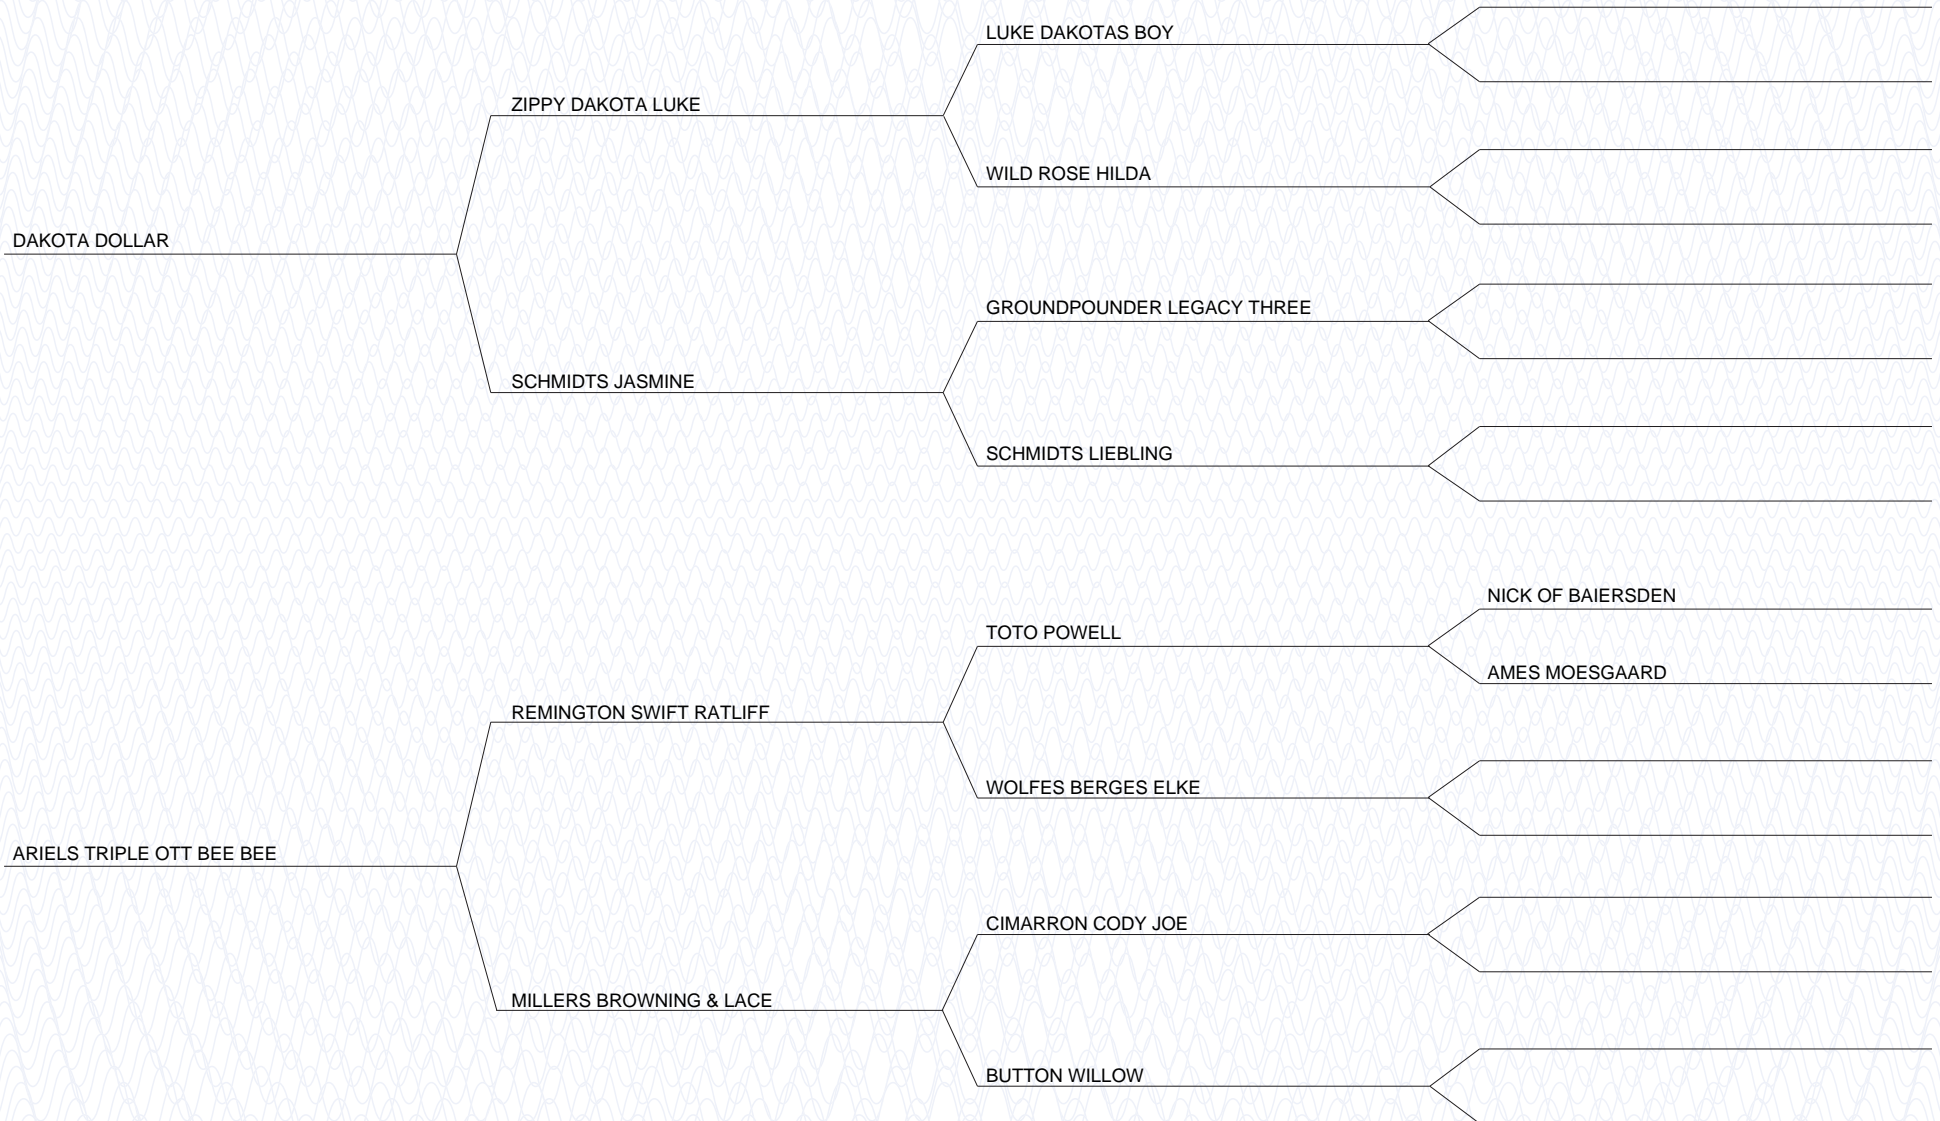 LUKE DAKOTAS BOY
ZIPPY DAKOTA LUKE
WILD ROSE HILDA
DAKOTA DOLLAR
GROUNDPOUNDER LEGACY THREE
SCHMIDTS JASMINE
SCHMIDTS LIEBLING
NICK OF BAIERSDEN
TOTO POWELL
AMES MOESGAARD
REMINGTON SWIFT RATLIFF
WOLFES BERGES ELKE
ARIELS TRIPLE OTT BEE BEE
CIMARRON CODY JOE
MILLERS BROWNING & LACE
BUTTON WILLOW